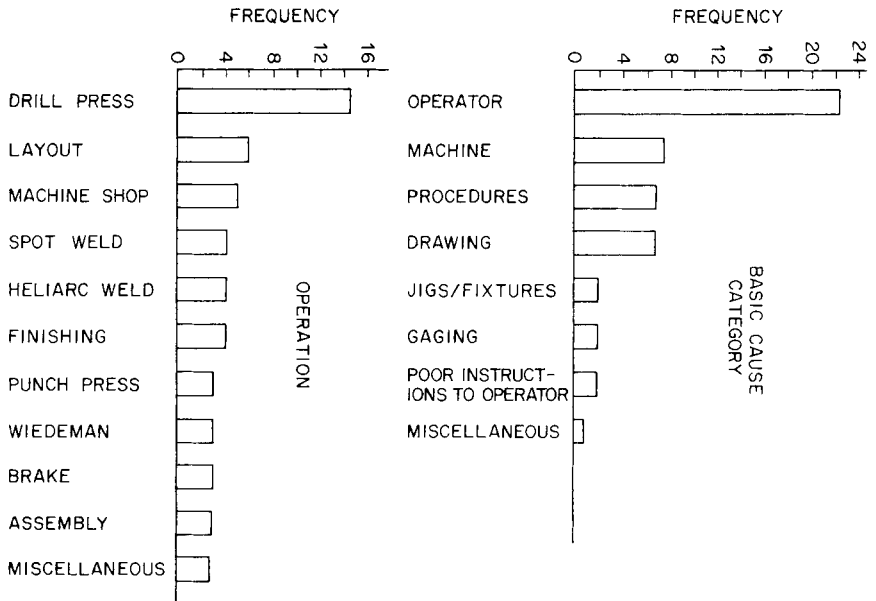 FREQUENCY
0 4 8 12 16
DRILL PRESS
LAYOUT
MACHINE SHOP
SPOT WELD
HELIARC WELD
FINISHING
PUNCH PRESS
WIEDEMAN
BRAKE
ASSEMBLY
MISCELLANEOUS
OPERATION
FREQUENCY
0 4 8 12 16 20 24
OPERATOR
MACHINE
PROCEDURES
DRAWING
JIGS/FIXTURES
GAGING
POOR INSTRUCT-
IONS TO OPERATOR
MISCELLANEOUS
BASIC CAUSE
CATEGORY